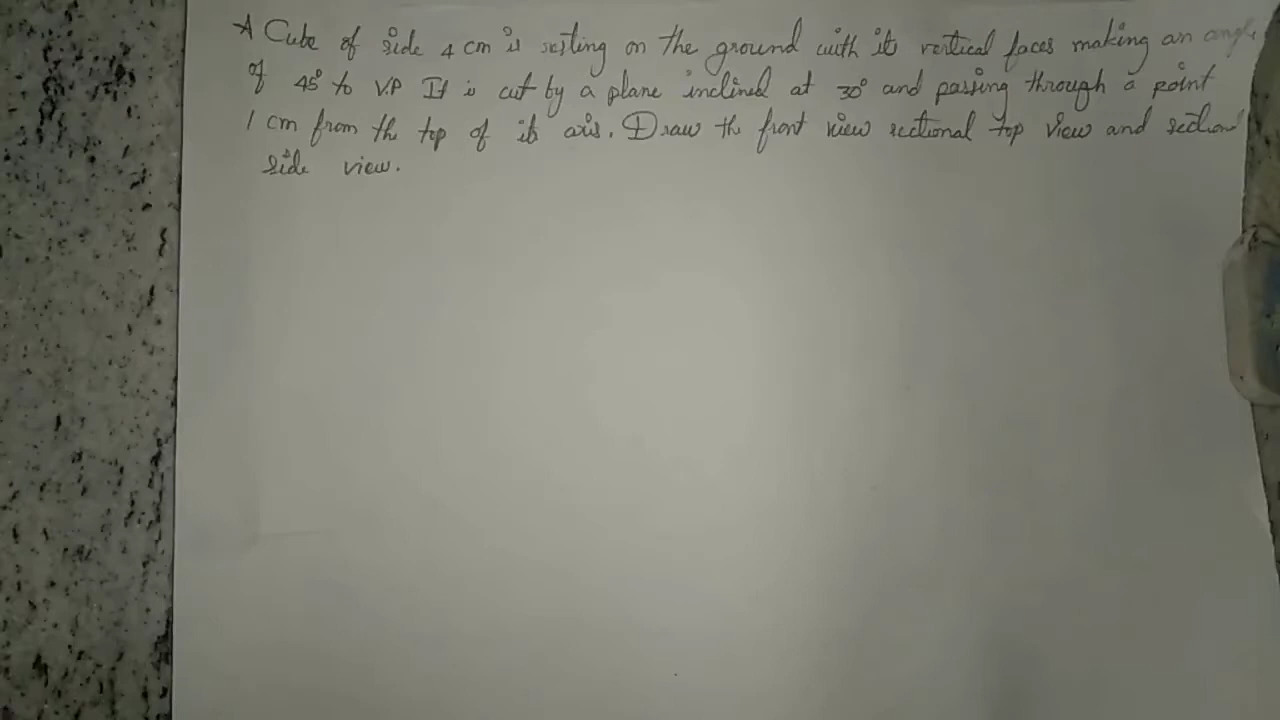 A Cube of side 4 cm is resting on the ground with its vertical faces making an angle
of 45° to V.P It is cut by a plane inclined at 30° and passing through a point
1 cm from the top of its axis. Draw the front view sectional top view and section
side view.